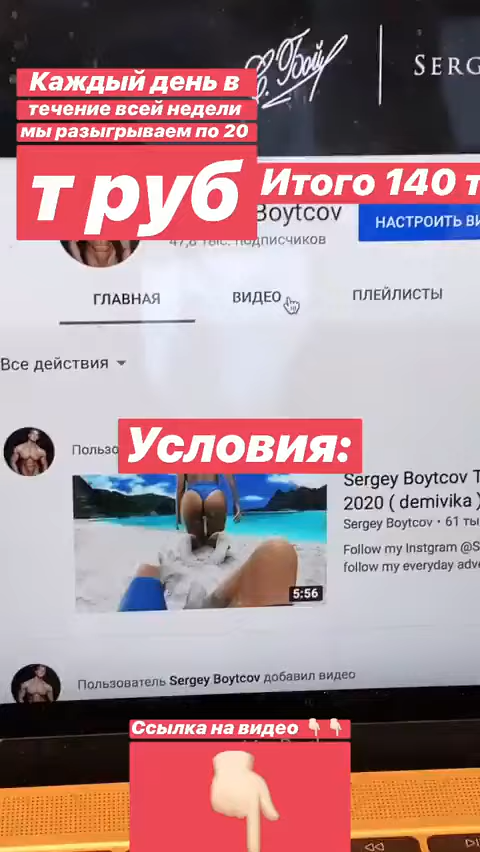 С. Бойц
SERG
Каждый день в
течение всей недели
мы разыгрываем по 20
т руб
Итого 140 т
Boytcov
47,8 тыс. подписчиков
НАСТРОИТЬ ВИ
ГЛАВНАЯ
ВИДЕО
ПЛЕЙЛИСТЫ
Все действия
Пользо
Условия:
Sergey Boytcov T
2020 ( demivika )
Sergey Boytcov • 61 ты
Follow my Instgram @S
follow my everyday adve
5:56
Пользователь Sergey Boytcov добавил видео
Ссылка на видео 👇🏻👇🏻